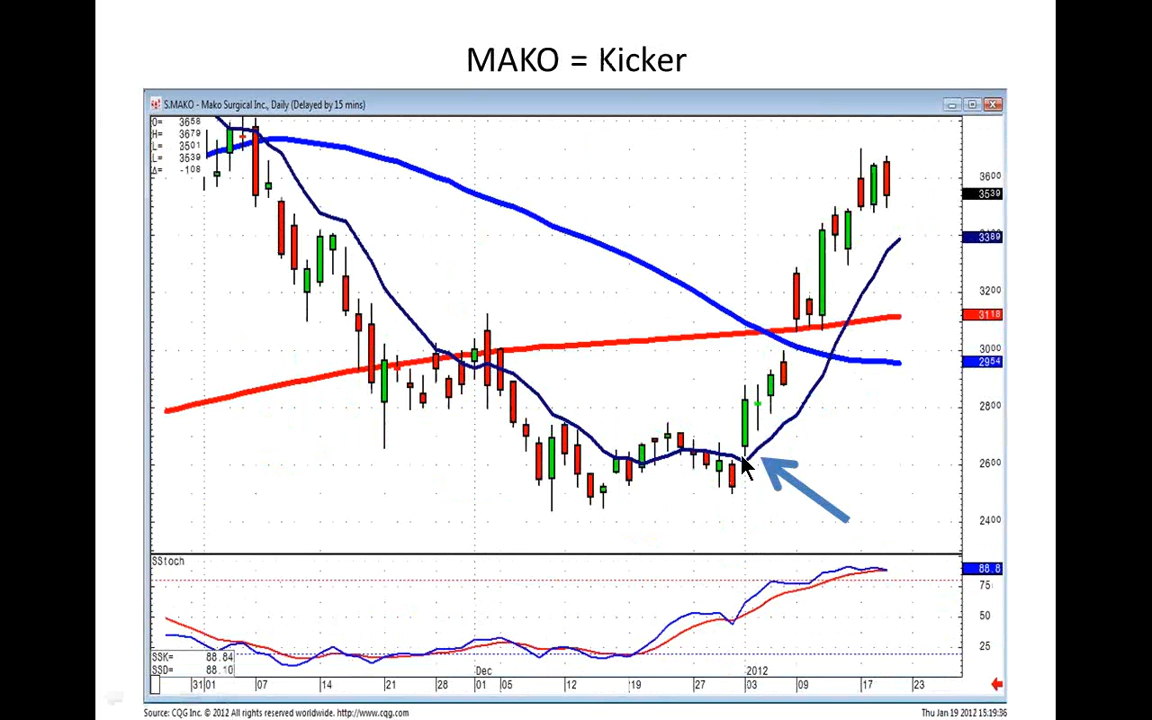 MAKO = Kicker
S.MAKO - Mako Surgical Inc., Daily (Delayed by 15 mins)
O= 3658
H= 3679
L= 3501
L= 3539
Δ= -108
3600
3539
3389
3200
3118
3000
2954
2800
2600
2400
SStoch
88.8
75
50
25
SSK= 88.84
SSD= 88.10
Dec 2012
31 01 07 14 21 28 01 05 12 19 27 03 09 17 23
Source: CQG Inc. © 2012 All rights reserved worldwide. http://www.cqg.com
Thu Jan 19 2012 15:19:36